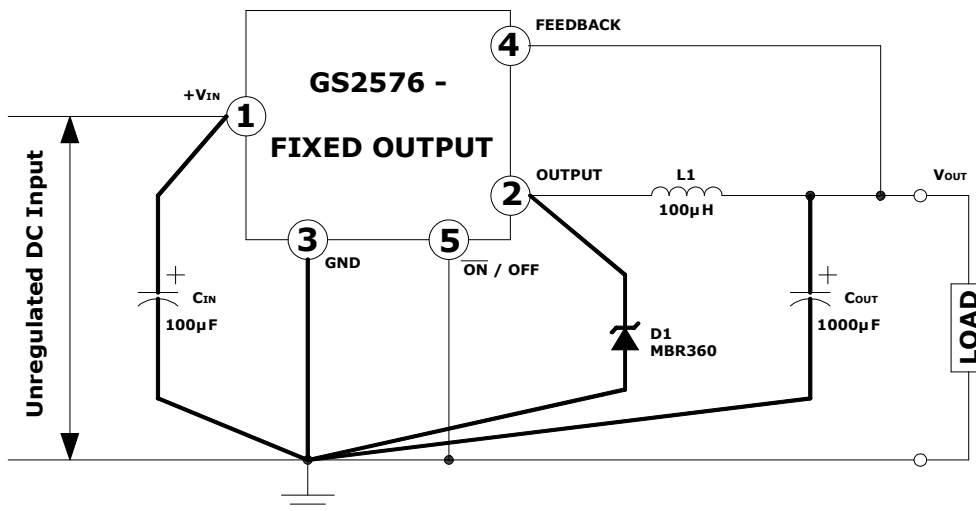 4
FEEDBACK
GS2576 -
+VIN
1
FIXED OUTPUT
Unregulated DC Input
2
OUTPUT
L1
100µH
VOUT
3
GND
5
ON / OFF
+
CIN
100µF
D1
MBR360
+
COUT
1000µF
LOAD